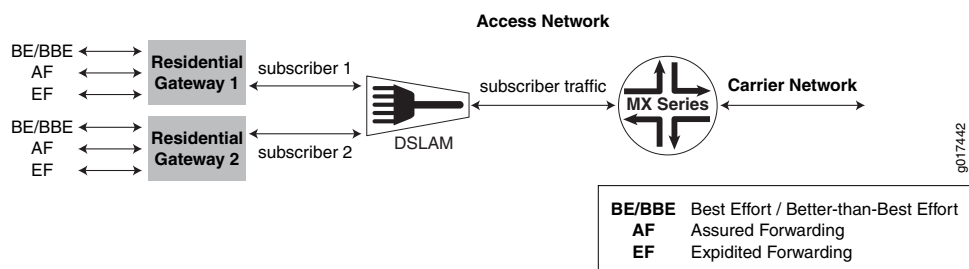 Access Network
BE/BBE
AF
EF
Residential
Gateway 1
subscriber 1
BE/BBE
AF
EF
Residential
Gateway 2
subscriber 2
DSLAM
subscriber traffic
MX Series
Carrier Network
g017442
BE/BBE Best Effort / Better-than-Best Effort
AF Assured Forwarding
EF Expidited Forwarding